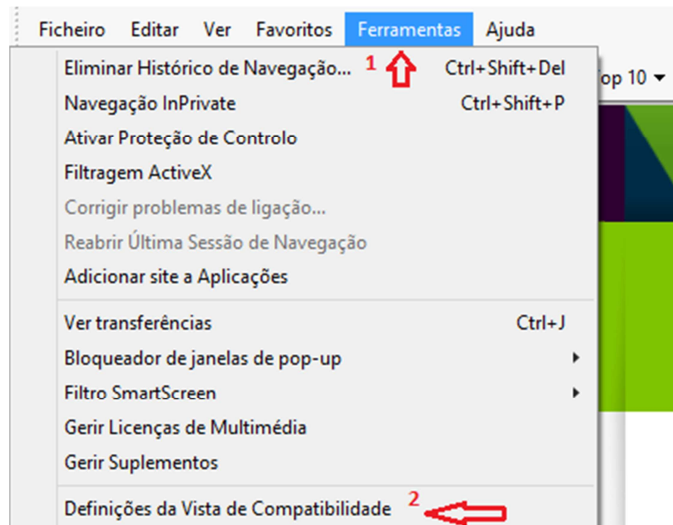 Ficheiro Editar Ver Favoritos Ferramentas Ajuda
Eliminar Histórico de Navegação... 1 Ctrl+Shift+Del
op 10
Navegação InPrivate Ctrl+Shift+P
Ativar Proteção de Controlo
Filtragem ActiveX
Corrigir problemas de ligação...
Reabrir Última Sessão de Navegação
Adicionar site a Aplicações
Ver transferências Ctrl+J
Bloqueador de janelas de pop-up
Filtro SmartScreen
Gerir Licenças de Multimédia
Gerir Suplementos
Definições da Vista de Compatibilidade 2